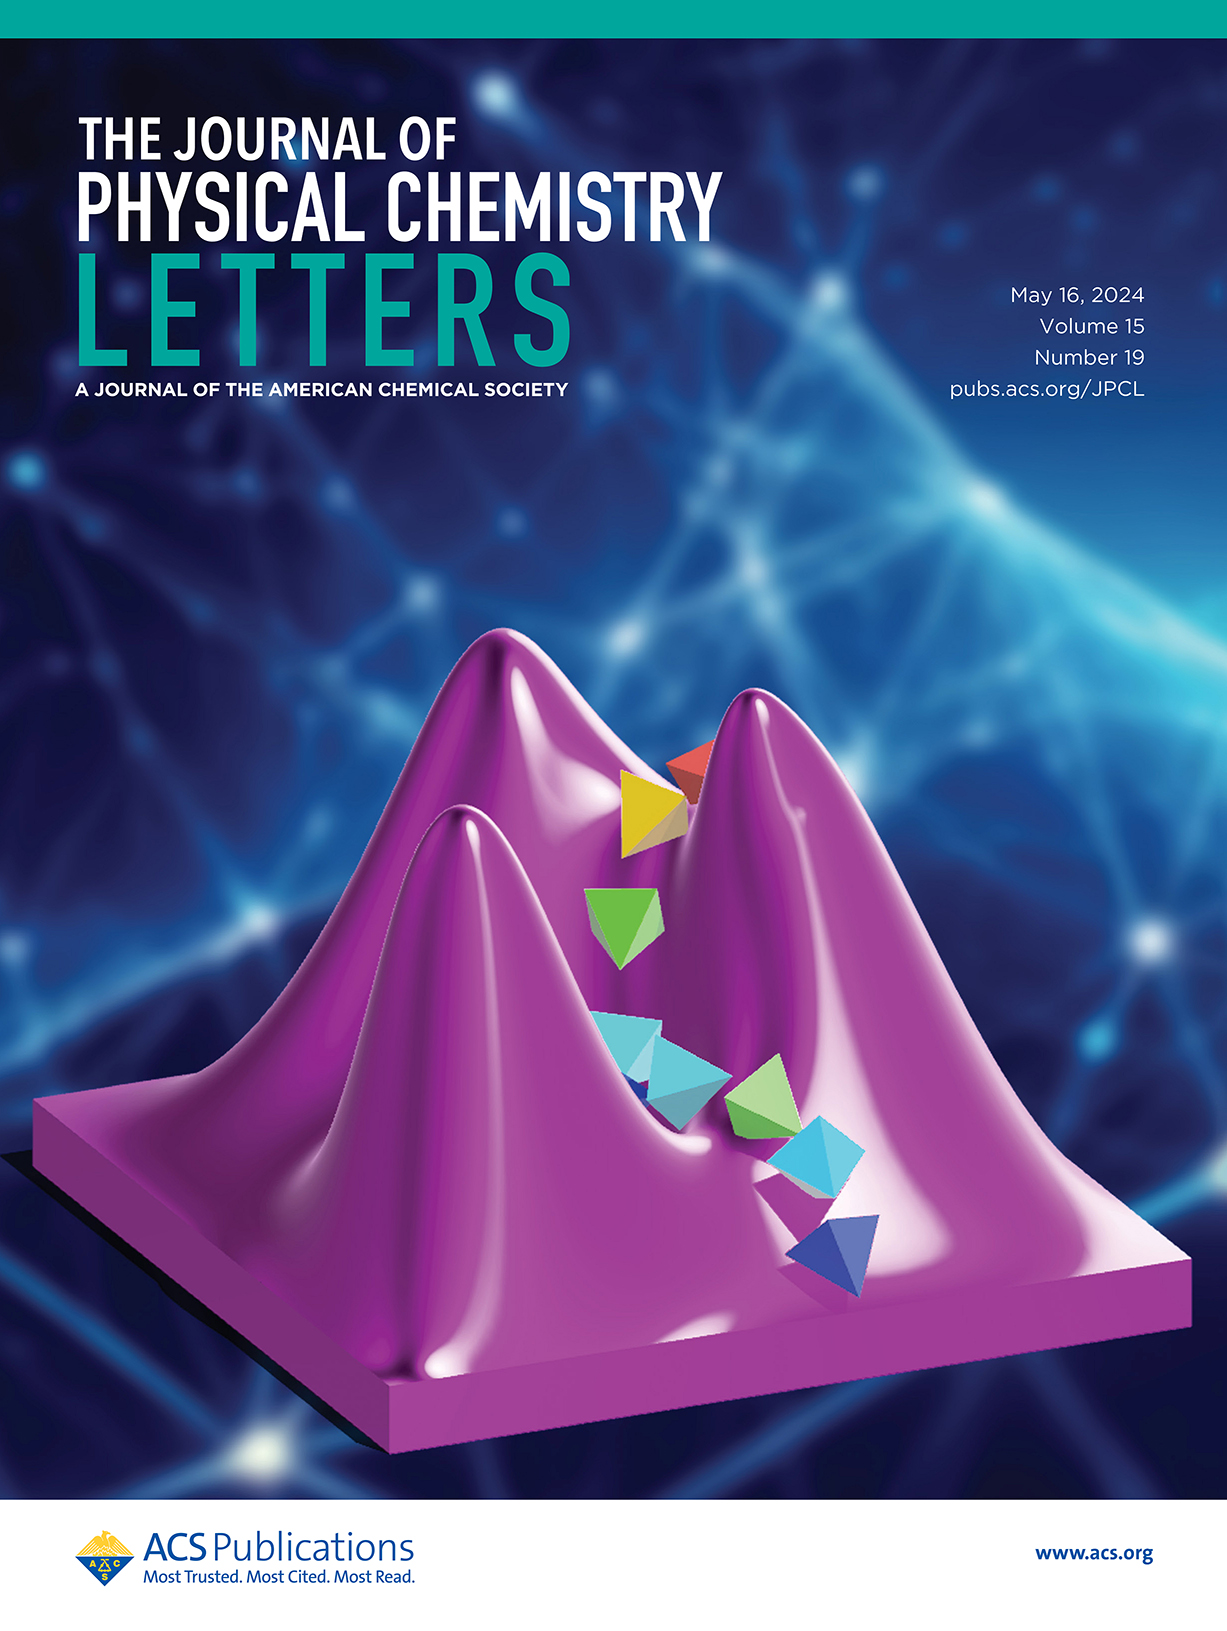 THE JOURNAL OF
PHYSICAL CHEMISTRY
LETTERS
A JOURNAL OF THE AMERICAN CHEMICAL SOCIETY
May 16, 2024
Volume 15
Number 19
pubs.acs.org/JPCL
A C
S
ACS Publications
Most Trusted. Most Cited. Most Read.
www.acs.org